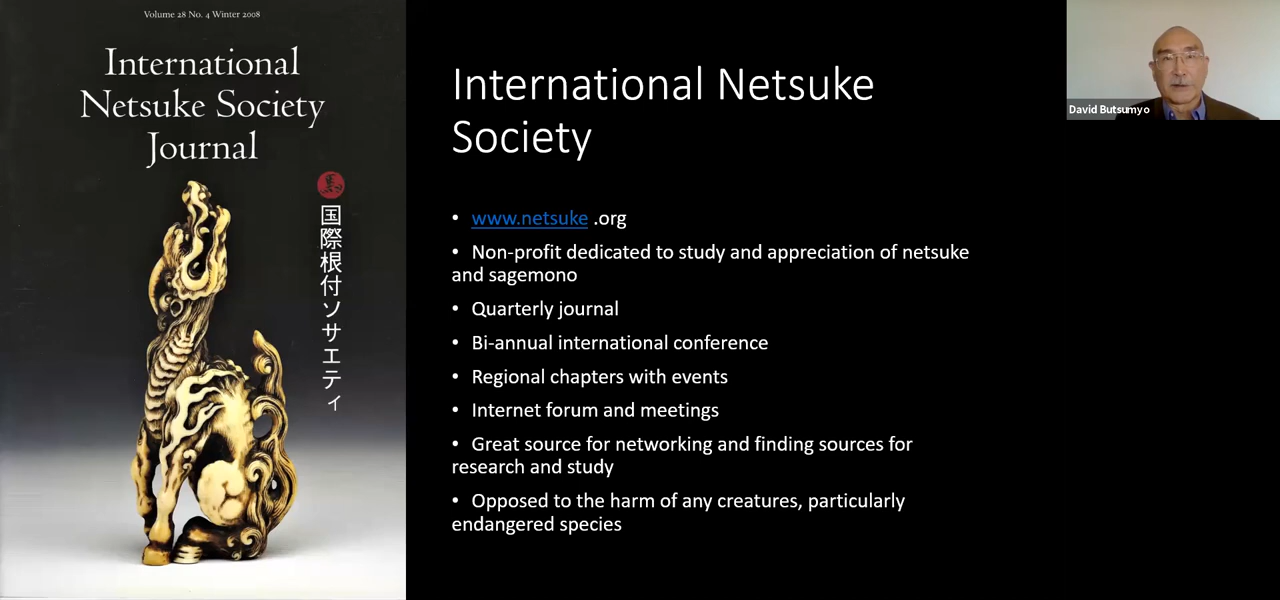 Volume 28 No. 4 Winter 2008
International
Netsuke Society
Journal
国際根付ソサエティ
International Netsuke
Society
• www.netsuke .org
• Non-profit dedicated to study and appreciation of netsuke
and sagemono
• Quarterly journal
• Bi-annual international conference
• Regional chapters with events
• Internet forum and meetings
• Great source for networking and finding sources for
research and study
• Opposed to the harm of any creatures, particularly
endangered species
David Butsumyo